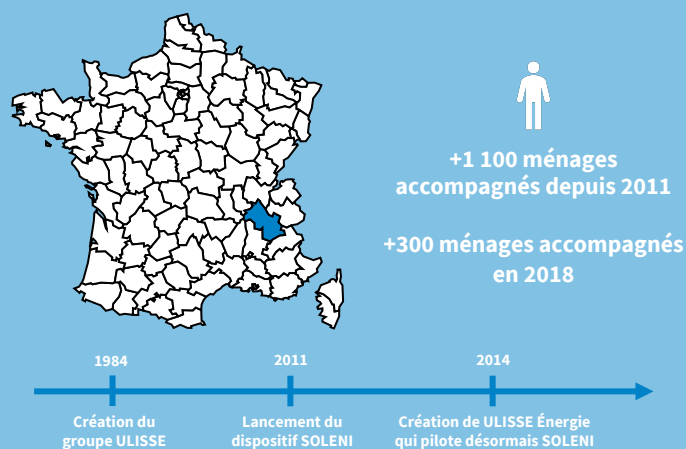 +1 100 ménages
accompagnés depuis 2011
+300 ménages accompagnés
en 2018
1984
2011
2014
Création du
groupe ULISSE
Lancement du
dispositif SOLENI
Création de ULISSE Énergie
qui pilote désormais SOLENI